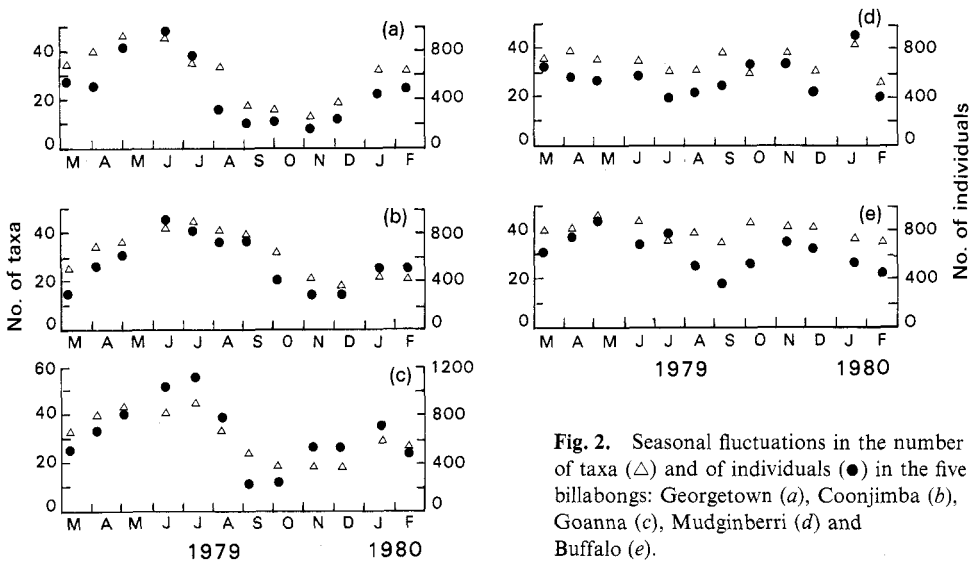 (a)
40
20
0
800
400
0
M A M J J A S O N D J F
(b)
40
20
0
800
400
0
M A M J J A S O N D J F
(c)
60
40
20
0
1200
800
400
0
M A M J J A S O N D J F
1979 1980
No. of taxa
(d)
40
20
0
800
400
0
M A M J J A S O N D J F
(e)
40
20
0
800
400
0
M A M J J A S O N D J F
1979 1980
No. of individuals
Fig. 2. Seasonal fluctuations in the number
of taxa (△) and of individuals (●) in the five
billabongs: Georgetown (a), Coonjimba (b),
Goanna (c), Mudginberri (d) and
Buffalo (e).